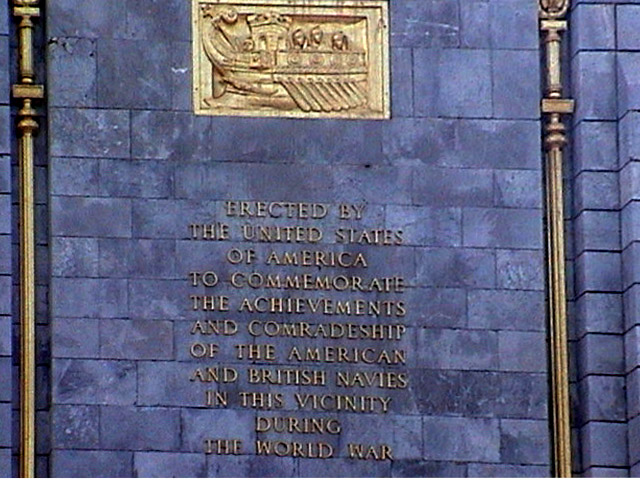 ERECTED BY
THE UNITED STATES
OF AMERICA
TO COMMEMORATE
THE ACHIEVEMENTS
AND COMRADESHIP
OF THE AMERICAN
AND BRITISH NAVIES
IN THIS VICINITY
DURING
THE WORLD WAR